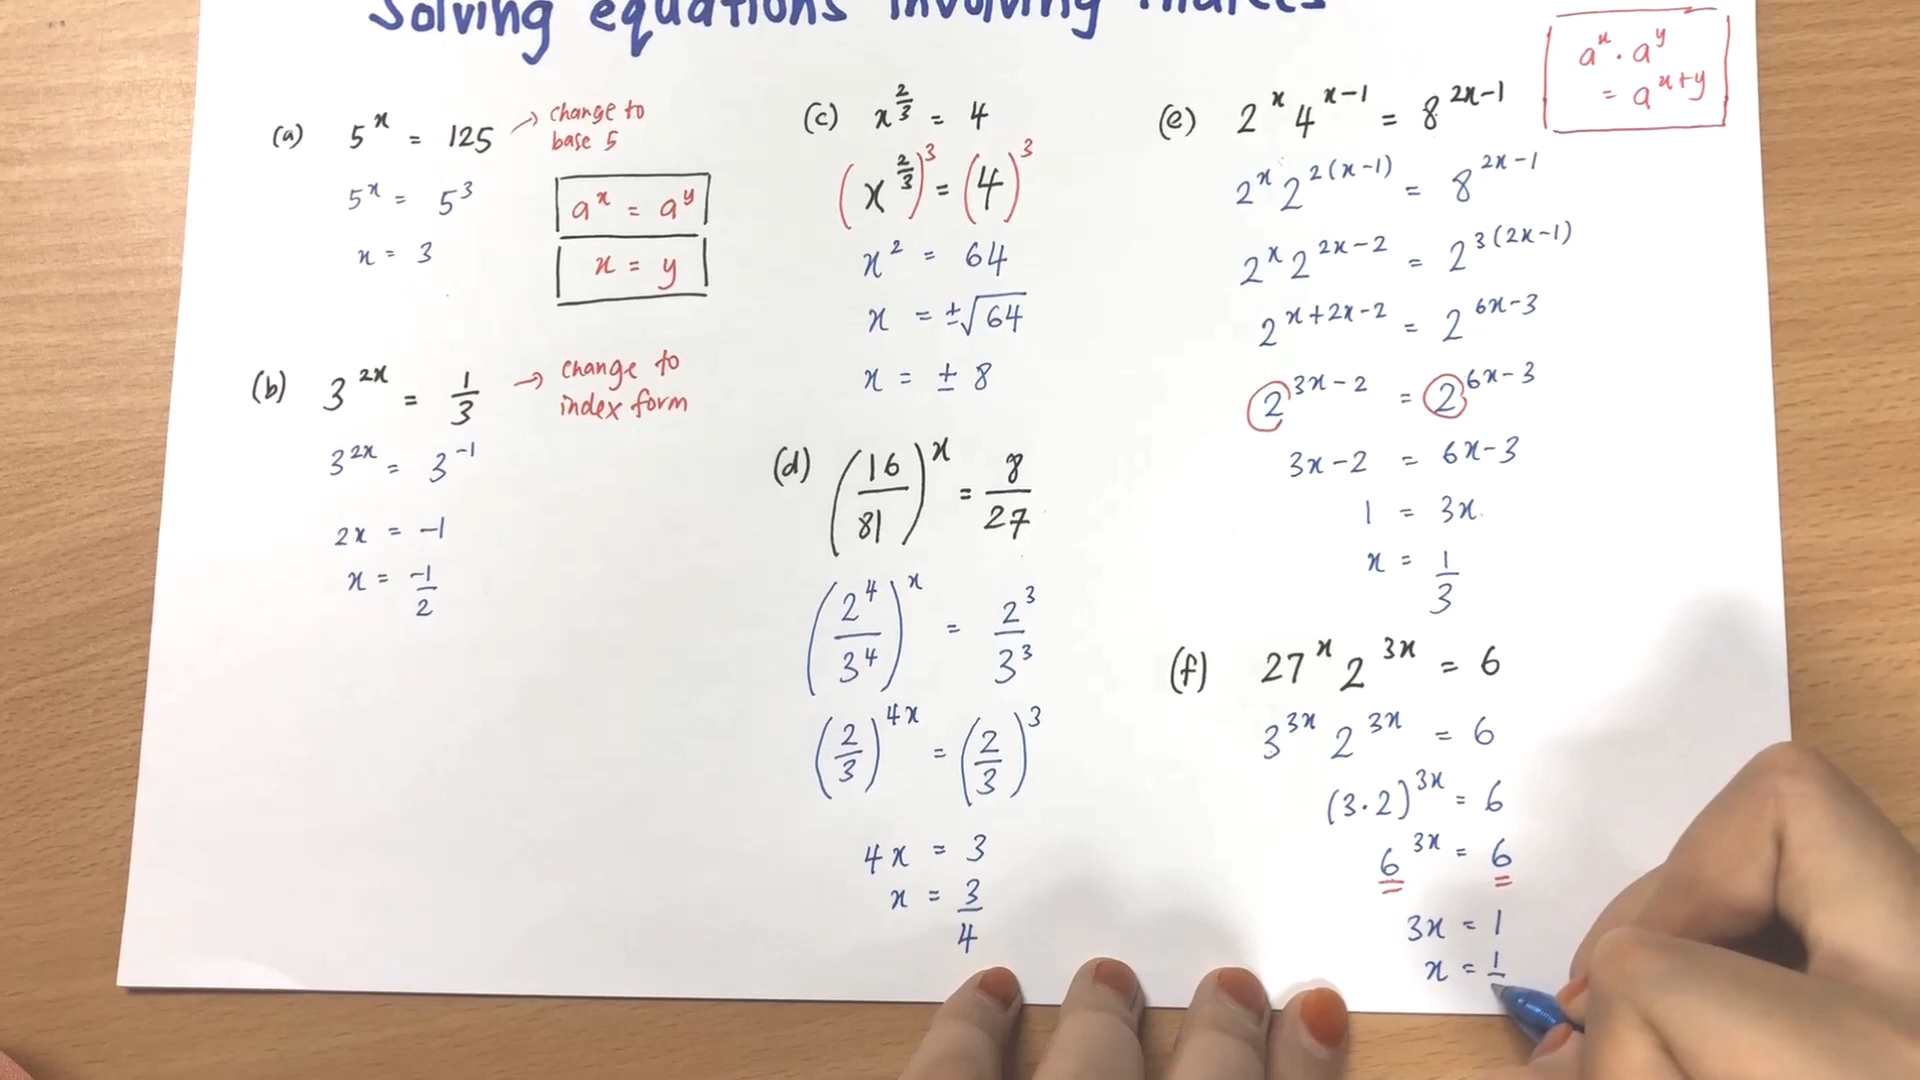 Solving equations involving indices
(a) 5^x = 125 → change to base 5
5^x = 5^3
x = 3
a^x = a^y
x = y
(b) 3^{2x} = 1/3 → change to index form
3^{2x} = 3^{-1}
2x = -1
x = -1/2
(c) x^{2/3} = 4
(x^{2/3})^3 = (4)^3
x^2 = 64
x = ±√64
x = ± 8
(d) (16/81)^x = 8/27
(2^4/3^4)^x = 2^3/3^3
(2/3)^{4x} = (2/3)^3
4x = 3
x = 3/4
(e) 2^x 4^{x-1} = 8^{2x-1}
2^x 2^{2(x-1)} = 8^{2x-1}
2^x 2^{2x-2} = 2^{3(2x-1)}
2^{x+2x-2} = 2^{6x-3}
2^{3x-2} = 2^{6x-3}
3x-2 = 6x-3
1 = 3x
x = 1/3
a^x · a^y
= a^{x+y}
(f) 27^x 2^{3x} = 6
3^{3x} 2^{3x} = 6
(3·2)^{3x} = 6
6^{3x} = 6
3x = 1
x = 1/